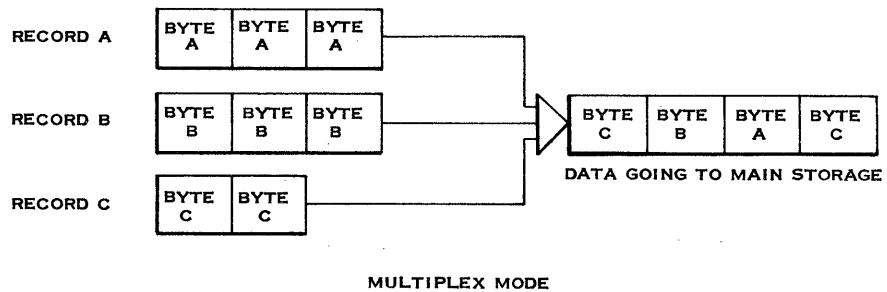 RECORD A
BYTE A BYTE A BYTE A
RECORD B
BYTE B BYTE B BYTE B
BYTE C BYTE B BYTE A BYTE C
DATA GOING TO MAIN STORAGE
RECORD C
BYTE C BYTE C
MULTIPLEX MODE